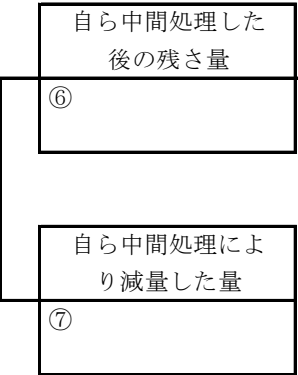 自ら中間処理した
後の残さ量
⑥
自ら中間処理によ
り減量した量
⑦